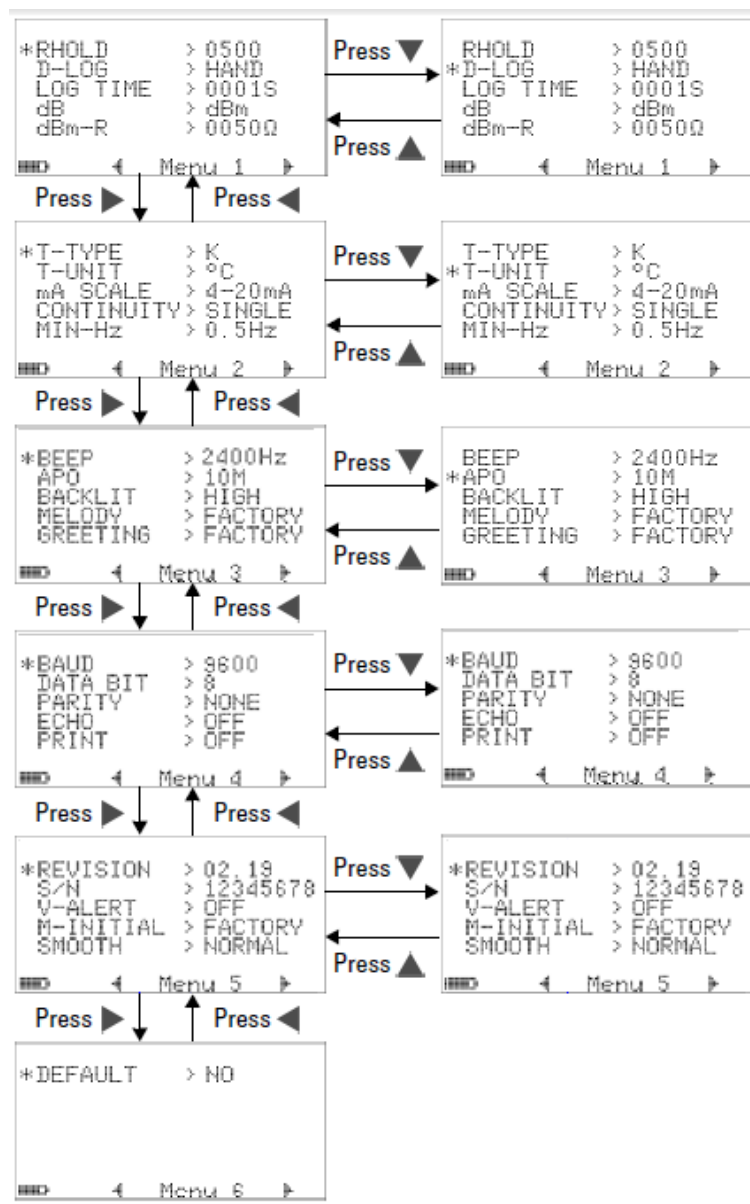 *RHOLD > 0500
D-LOG > HAND
LOG TIME > 0001S
dB > dBm
dBm-R > 0050Ω
Menu 1
Press ▼
Press ▲
RHOLD > 0500
*D-LOG > HAND
LOG TIME > 0001S
dB > dBm
dBm-R > 0050Ω
Menu 1
Press ▶ Press ◀
*T-TYPE > K
T-UNIT > °C
mA SCALE > 4-20mA
CONTINUITY> SINGLE
MIN-Hz > 0.5Hz
Menu 2
Press ▼
Press ▲
T-TYPE > K
*T-UNIT > °C
mA SCALE > 4-20mA
CONTINUITY> SINGLE
MIN-Hz > 0.5Hz
Menu 2
Press ▶ Press ◀
*BEEP > 2400Hz
APO > 10M
BACKLIT > HIGH
MELODY > FACTORY
GREETING > FACTORY
Menu 3
Press ▼
Press ▲
BEEP > 2400Hz
*APO > 10M
BACKLIT > HIGH
MELODY > FACTORY
GREETING > FACTORY
Menu 3
Press ▶ Press ◀
*BAUD > 9600
DATA BIT > 8
PARITY > NONE
ECHO > OFF
PRINT > OFF
Menu 4
Press ▼
Press ▲
*BAUD > 9600
DATA BIT > 8
PARITY > NONE
ECHO > OFF
PRINT > OFF
Menu 4
Press ▶ Press ◀
*REVISION > 02.19
S/N > 12345678
V-ALERT > OFF
M-INITIAL > FACTORY
SMOOTH > NORMAL
Menu 5
Press ▼
Press ▲
*REVISION > 02.19
S/N > 12345678
V-ALERT > OFF
M-INITIAL > FACTORY
SMOOTH > NORMAL
Menu 5
Press ▶ Press ◀
*DEFAULT > NO
Menu 6